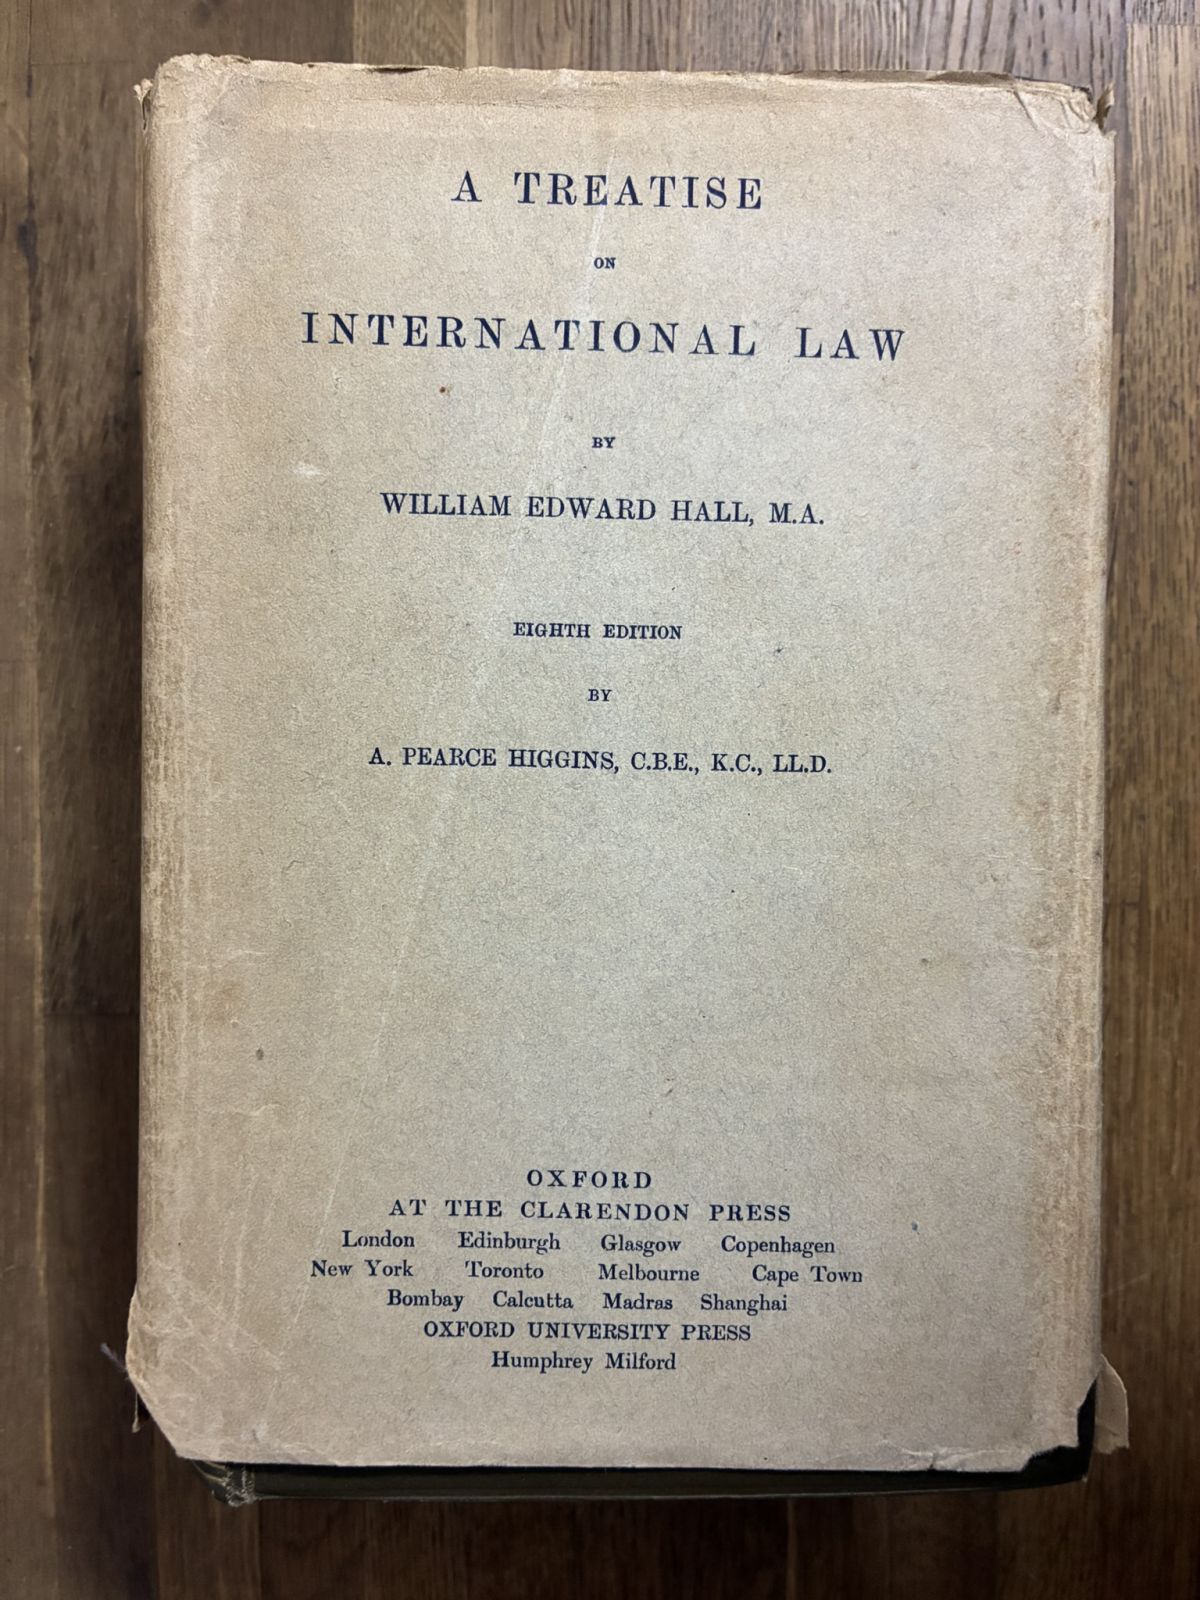 A TREATISE
ON
INTERNATIONAL LAW
BY
WILLIAM EDWARD HALL, M.A.
EIGHTH EDITION
BY
A. PEARCE HIGGINS, C.B.E., K.C., LL.D.
OXFORD
AT THE CLARENDON PRESS
London Edinburgh Glasgow Copenhagen
New York Toronto Melbourne Cape Town
Bombay Calcutta Madras Shanghai
OXFORD UNIVERSITY PRESS
Humphrey Milford